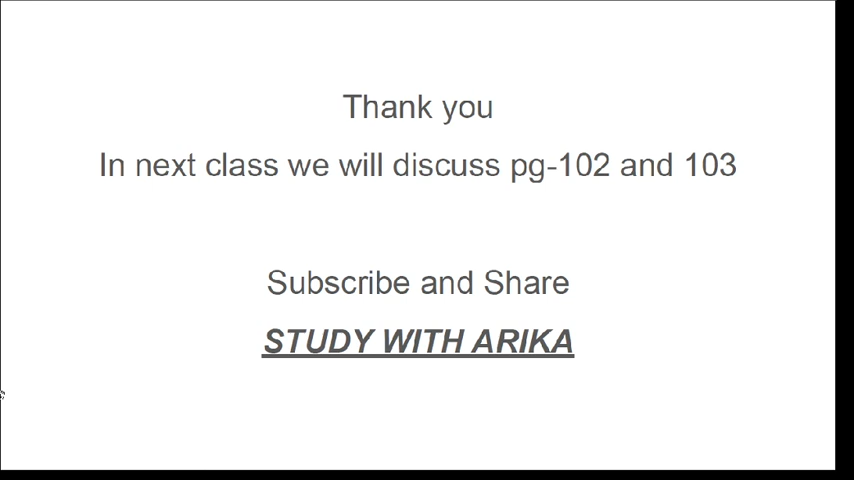 Thank you
In next class we will discuss pg-102 and 103
Subscribe and Share
STUDY WITH ARIKA